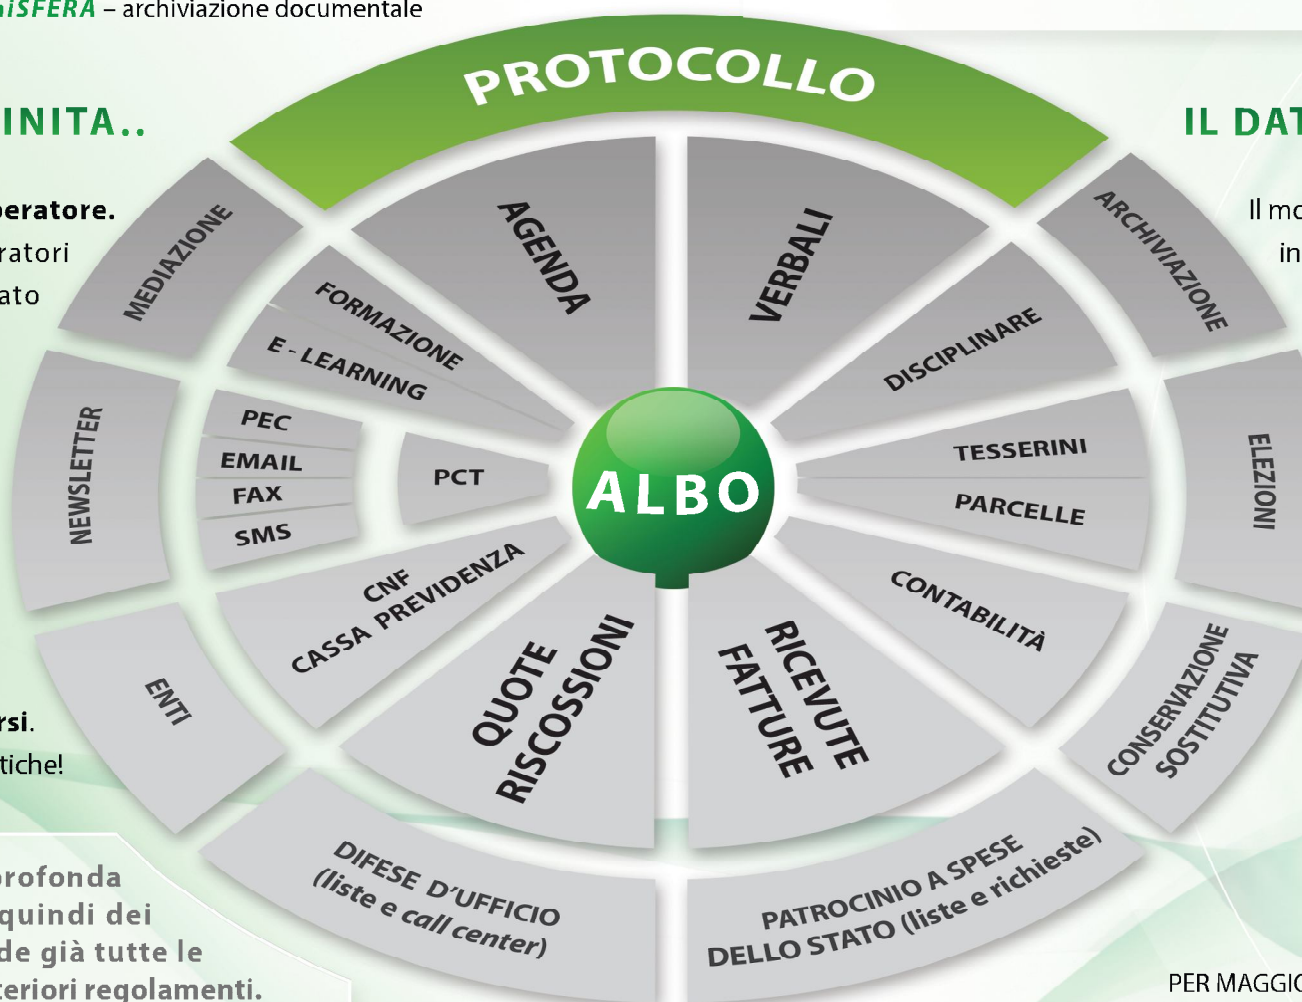 iSFERA – archiviazione documentale
INITA..
IL DAT
peratore.
ratori
ato
Il mo
in
PROTOCOLLO
AGENDA
VERBALI
MEDIAZIONE
ARCHIVIAZIONE
FORMAZIONE
E - LEARNING
DISCIPLINARE
NEWSLETTER
PEC
EMAIL
FAX
SMS
PCT
ALBO
TESSERINI
PARCELLE
ELEZIONI
CNF
CASSA PREVIDENZA
CONTABILITÀ
ENTI
QUOTE
RISCOSSIONI
RICEVUTE
FATTURE
CONSERVAZIONE
SOSTITUTIVA
rsi.
tiche!
DIFESE D'UFFICIO
(liste e call center)
PATROCINIO A SPESE
DELLO STATO (liste e richieste)
profonda
quindi dei
de già tutte le
teriori regolamenti.
PER MAGGIO